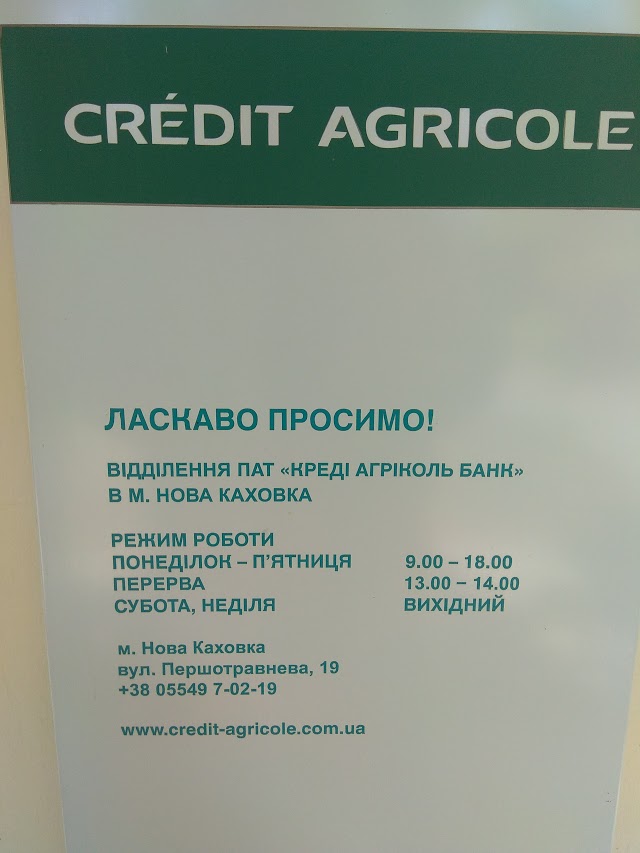 CRÉDIT AGRICOLE
ЛАСКАВО ПРОСИМО!
ВІДДІЛЕННЯ ПАТ «КРЕДІ АГРІКОЛЬ БАНК»
В М. НОВА КАХОВКА
РЕЖИМ РОБОТИ
ПОНЕДІЛОК – П’ЯТНИЦЯ 9.00 – 18.00
ПЕРЕРВА 13.00 – 14.00
СУБОТА, НЕДІЛЯ ВИХІДНИЙ
м. Нова Каховка
вул. Першотравнева, 19
+38 05549 7-02-19
www.credit-agricole.com.ua